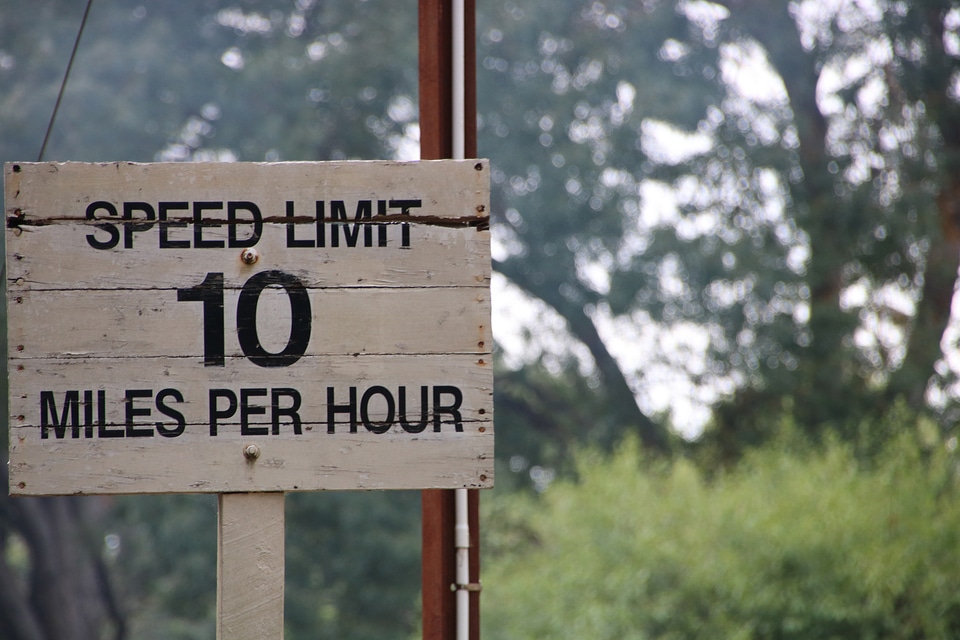 SPEED LIMIT
10
MILES PER HOUR